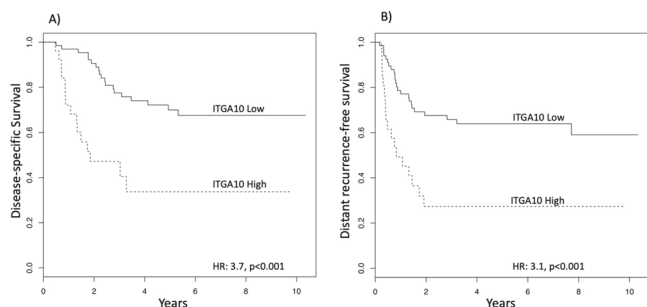 A)
Disease-specific Survival
1.0
0.8
0.6
0.4
0.2
0.0
ITGA10 Low
ITGA10 High
HR: 3.7, p<0.001
0 2 4 6 8 10
Years
B)
Distant recurrence-free survival
1.0
0.8
0.6
0.4
0.2
0.0
ITGA10 Low
ITGA10 High
HR: 3.1, p<0.001
0 2 4 6 8 10
Years